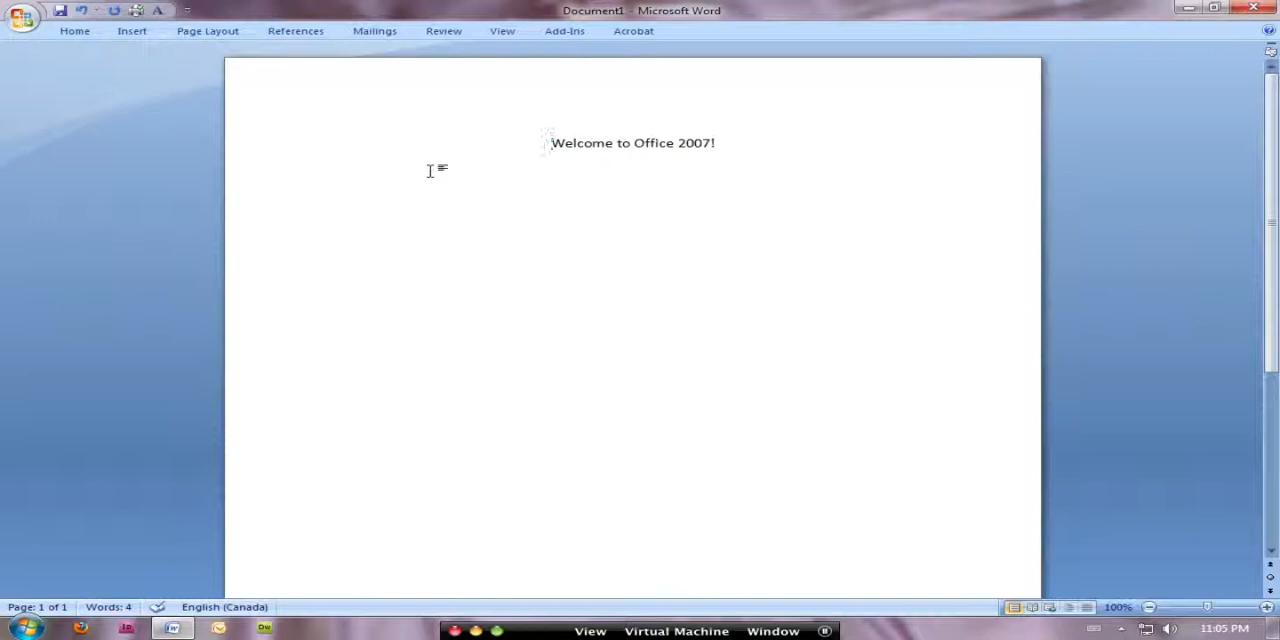 Document1 - Microsoft Word
Home Insert Page Layout References Mailings Review View Add-Ins Acrobat
Welcome to Office 2007!
Page: 1 of 1 Words: 4 English (Canada) 100%
View Virtual Machine Window 11:05 PM